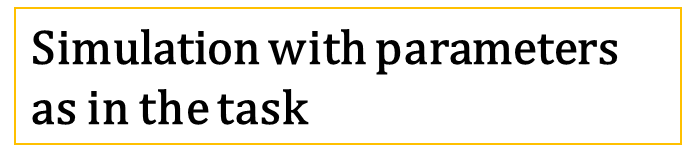 Simulation with parameters
as in the task